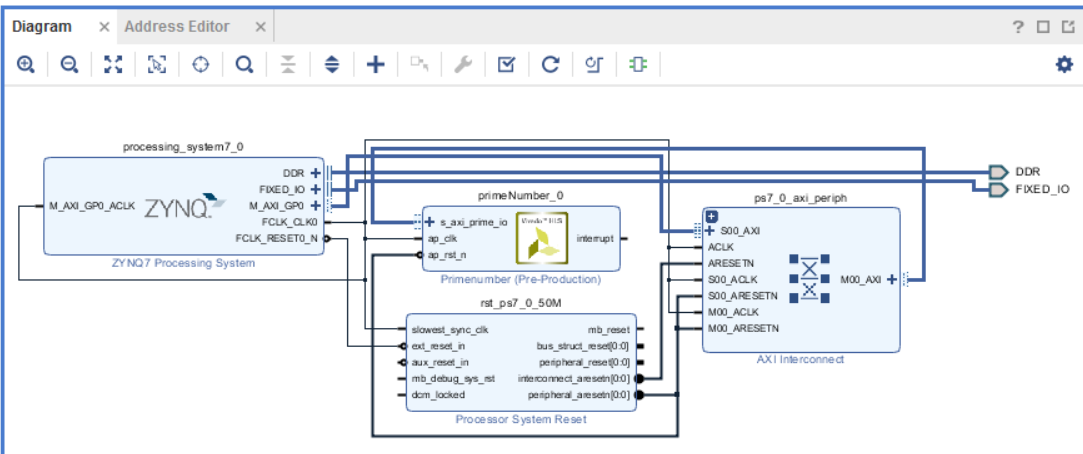 Diagram × Address Editor ×
? 
processing_system7_0
DDR
FIXED_IO
M_AXI_GP0
FCLK_CLK0
FCLK_RESET0_N
M_AXI_GP0_ACLK
ZYNQ
ZYNQ7 Processing System
primeNumber_0
s_axi_prime_io
ap_clk
ap_rst_n
Vivado™ HLS
interrupt
Primenumber (Pre-Production)
rst_ps7_0_50M
slowest_sync_clk
ext_reset_in
aux_reset_in
mb_debug_sys_rst
dcm_locked
mb_reset
bus_struct_reset[0:0]
peripheral_reset[0:0]
interconnect_aresetn[0:0]
peripheral_aresetn[0:0]
Processor System Reset
ps7_0_axi_periph
S00_AXI
ACLK
ARESETN
S00_ACLK
S00_ARESETN
M00_ACLK
M00_ARESETN
M00_AXI
AXI Interconnect
DDR
FIXED_IO